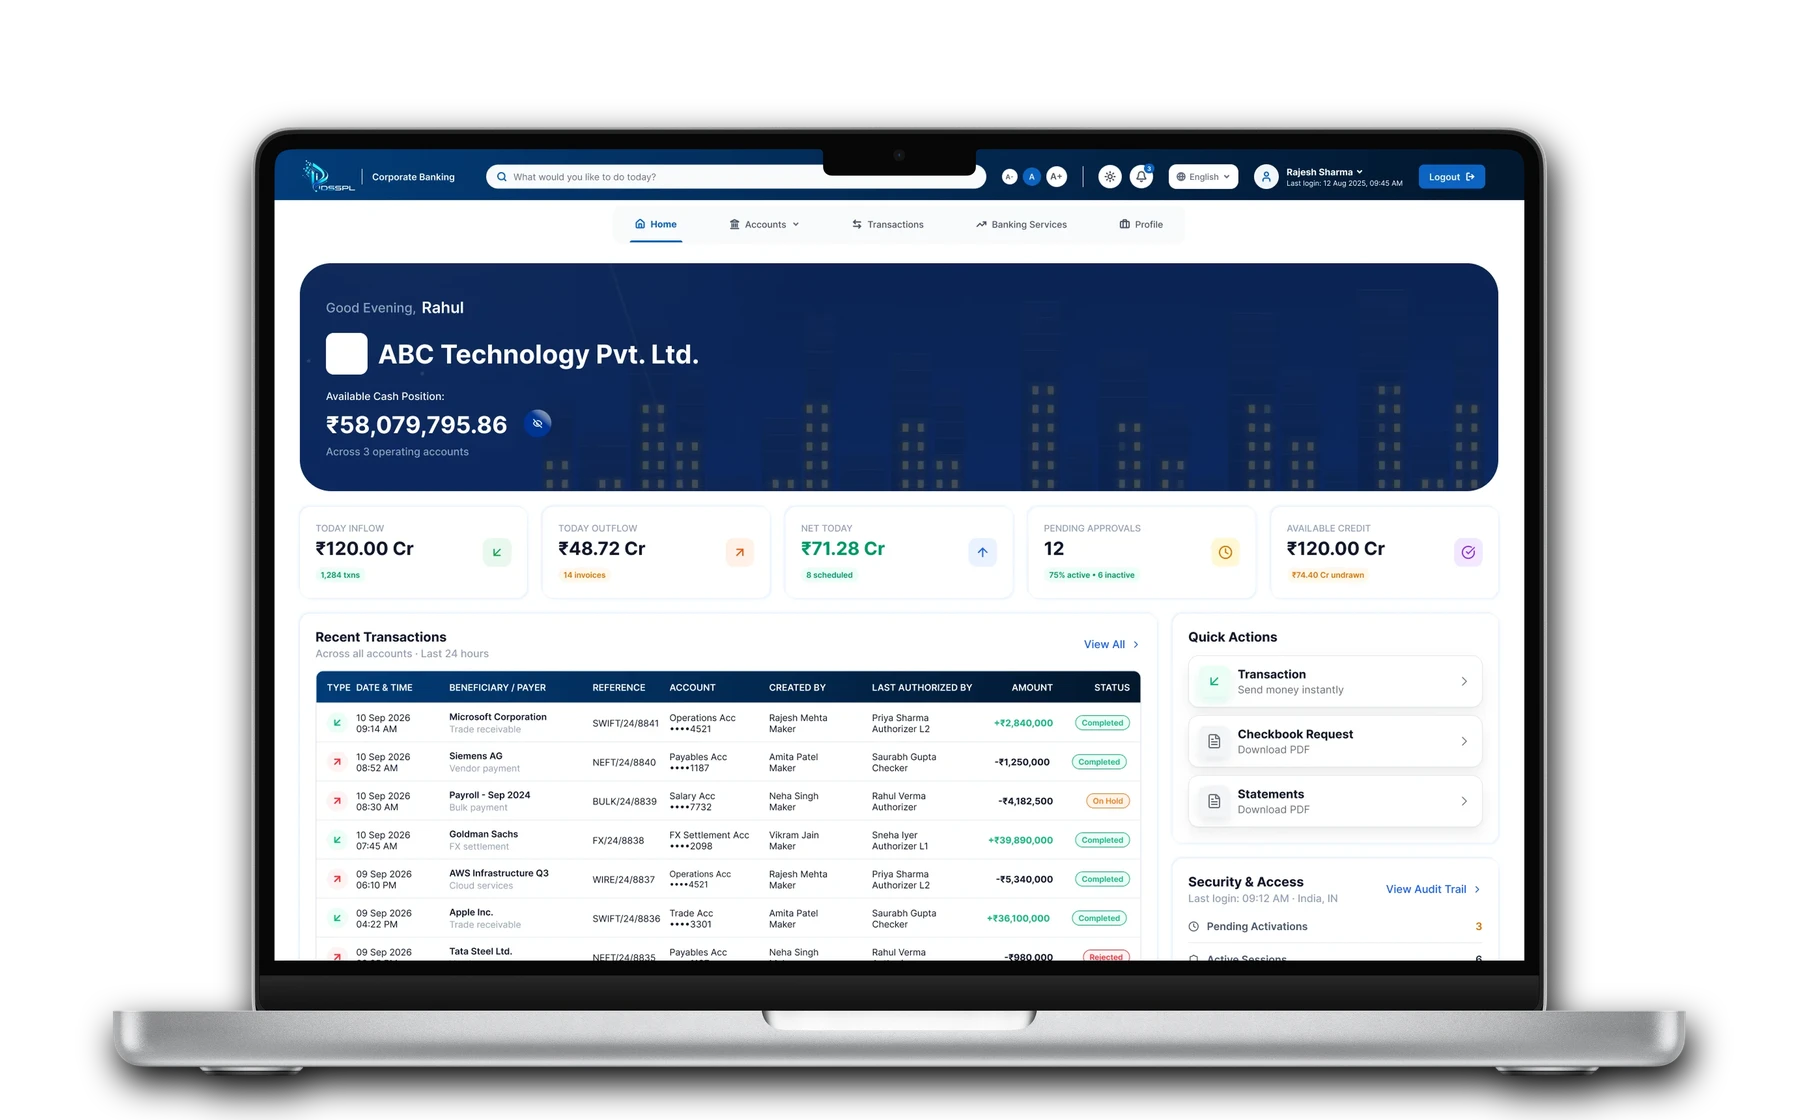 IDSSPL
Corporate Banking
What would you like to do today?
A-
A
A+
3
English
Rajesh Sharma
Last login: 12 Aug 2025, 09:45 AM
Logout
Home
Accounts
Transactions
Banking Services
Profile
Good Evening, Rahul
ABC Technology Pvt. Ltd.
Available Cash Position:
₹58,079,795.86
Across 3 operating accounts
TODAY INFLOW
₹120.00 Cr
1,284 txns
TODAY OUTFLOW
₹48.72 Cr
14 invoices
NET TODAY
₹71.28 Cr
8 scheduled
PENDING APPROVALS
12
75% active • 6 inactive
AVAILABLE CREDIT
₹120.00 Cr
₹74.40 Cr undrawn
Recent Transactions
Across all accounts · Last 24 hours
View All
TYPE DATE & TIME BENEFICIARY / PAYER REFERENCE ACCOUNT CREATED BY LAST AUTHORIZED BY AMOUNT STATUS
10 Sep 2026 Microsoft Corporation SWIFT/24/8841 Operations Acc Rajesh Mehta Priya Sharma +₹2,840,000 Completed
09:14 AM Trade receivable ••••4521 Maker Authorizer L2
10 Sep 2026 Siemens AG NEFT/24/8840 Payables Acc Amita Patel Saurabh Gupta -₹1,250,000 Completed
08:52 AM Vendor payment ••••1187 Maker Checker
10 Sep 2026 Payroll - Sep 2024 BULK/24/8839 Salary Acc Neha Singh Rahul Verma -₹4,182,500 On Hold
08:30 AM Bulk payment ••••7732 Maker Authorizer
10 Sep 2026 Goldman Sachs FX/24/8838 FX Settlement Acc Vikram Jain Sneha Iyer +₹39,890,000 Completed
07:45 AM FX settlement ••••2098 Maker Authorizer L1
09 Sep 2026 AWS Infrastructure Q3 WIRE/24/8837 Operations Acc Rajesh Mehta Priya Sharma -₹5,340,000 Completed
06:10 PM Cloud services ••••4521 Maker Authorizer L2
09 Sep 2026 Apple Inc. SWIFT/24/8836 Trade Acc Amita Patel Saurabh Gupta +₹36,100,000 Completed
04:22 PM Trade receivable ••••3301 Maker Checker
09 Sep 2026 Tata Steel Ltd. NEFT/24/8835 Payables Acc Neha Singh Rahul Verma -₹980,000 Rejected
Quick Actions
Transaction
Send money instantly
Checkbook Request
Download PDF
Statements
Download PDF
Security & Access
Last login: 09:12 AM · India, IN
View Audit Trail
Pending Activations 3
Active Sessions 6